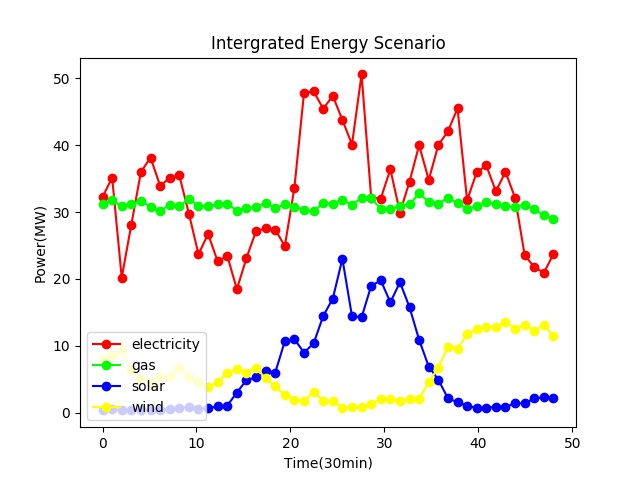 Intergrated Energy Scenario
Power(MW)
50
40
30
20
10
0
electricity
gas
solar
wind
0 10 20 30 40 50
Time(30min)